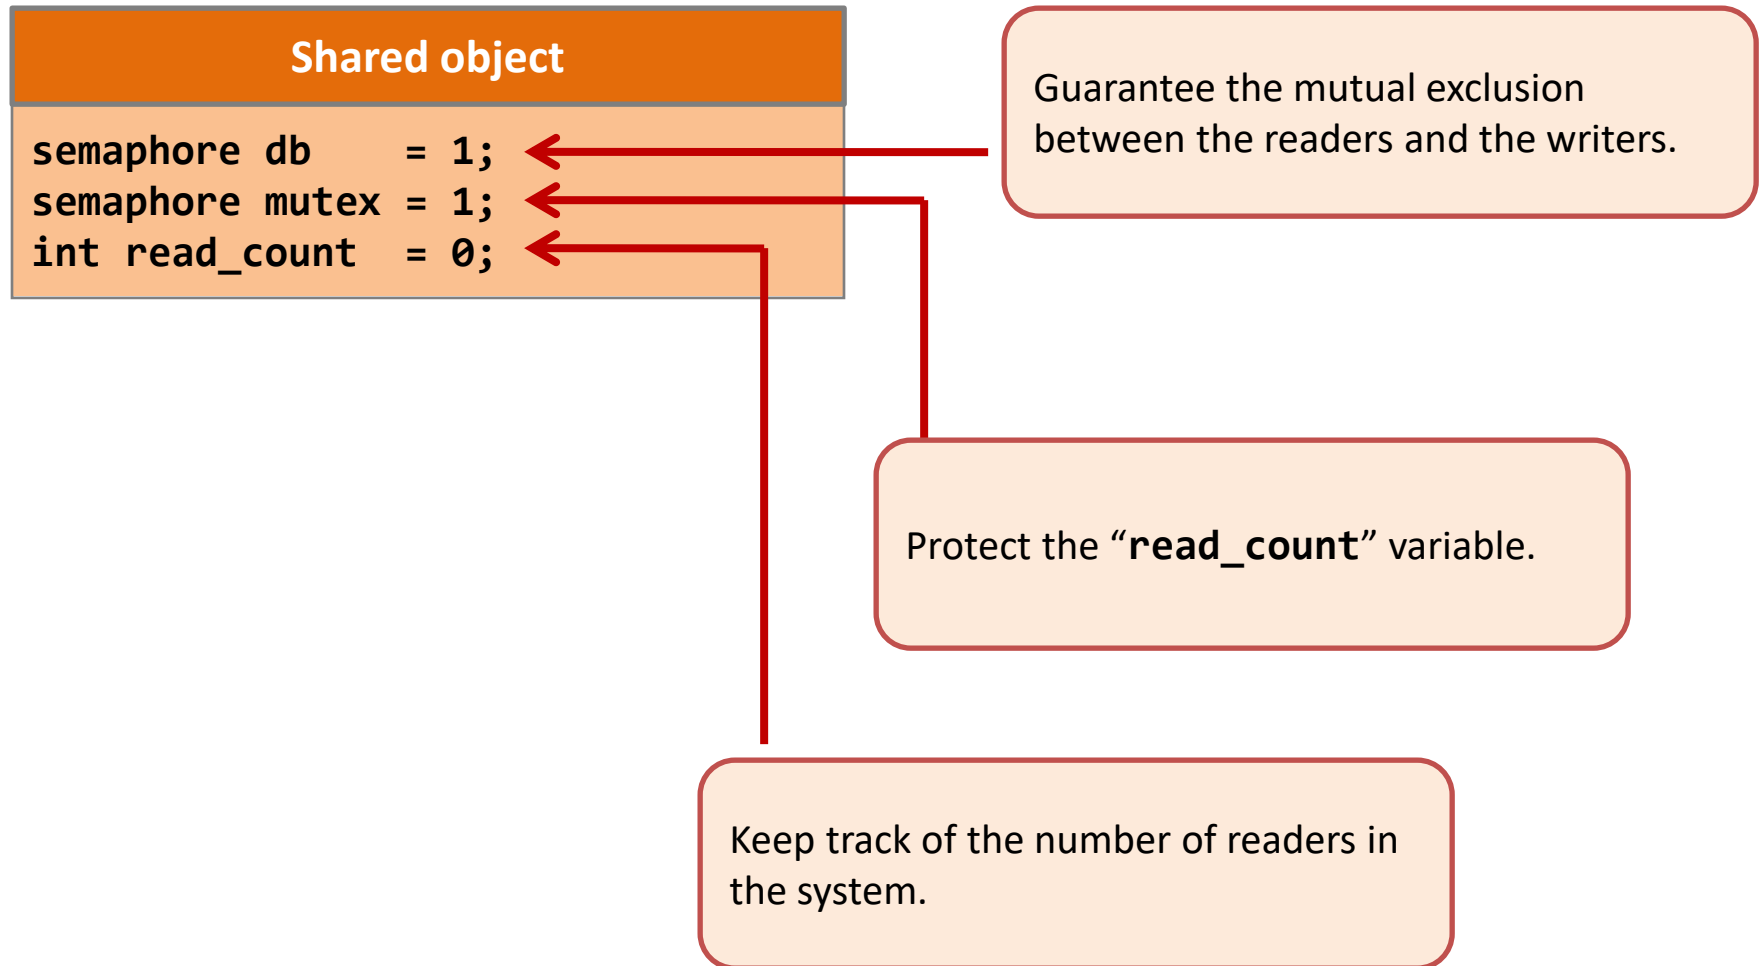 Shared object
semaphore db    = 1;
semaphore mutex = 1;
int read_count  = 0;
Guarantee the mutual exclusion
between the readers and the writers.
Protect the “read_count” variable.
Keep track of the number of readers in
the system.